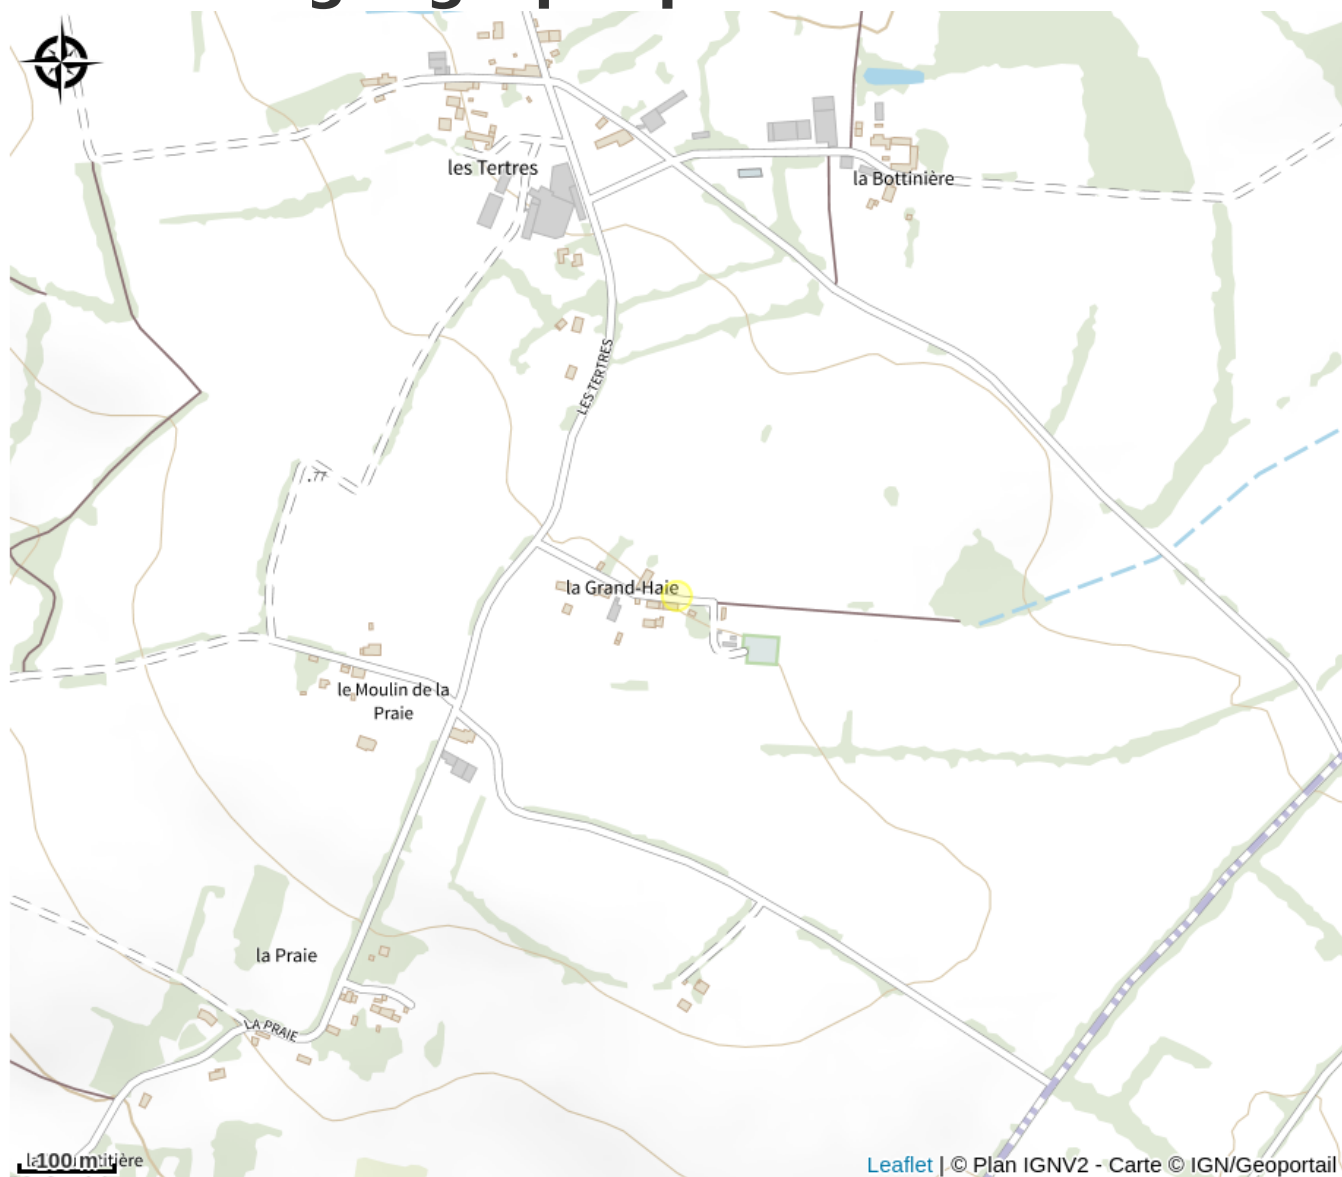 les Tertres
la Bottinière
LES TERTRES
la Grand-Haie
le Moulin de la
Praie
la Praie
LA PRAIE
100 m
Leaflet | © Plan IGNV2 - Carte © IGN/Geoportail